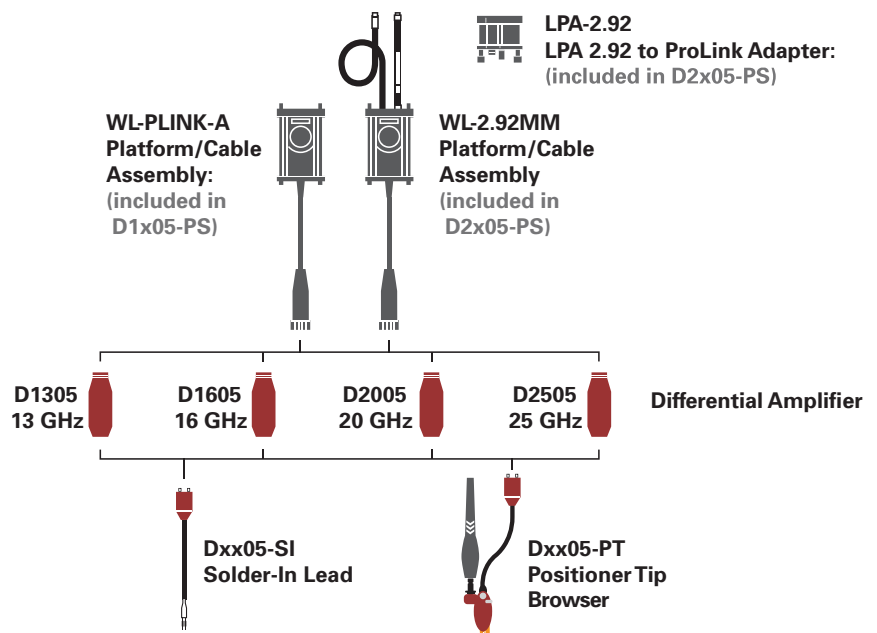 LPA-2.92
LPA 2.92 to ProLink Adapter:
(included in D2x05-PS)
WL-PLINK-A
Platform/Cable
Assembly:
(included in
D1x05-PS)
WL-2.92MM
Platform/Cable
Assembly
(included in
D2x05-PS)
D1305
13 GHz
D1605
16 GHz
D2005
20 GHz
D2505
25 GHz
Differential Amplifier
Dxx05-SI
Solder-In Lead
Dxx05-PT
Positioner Tip
Browser